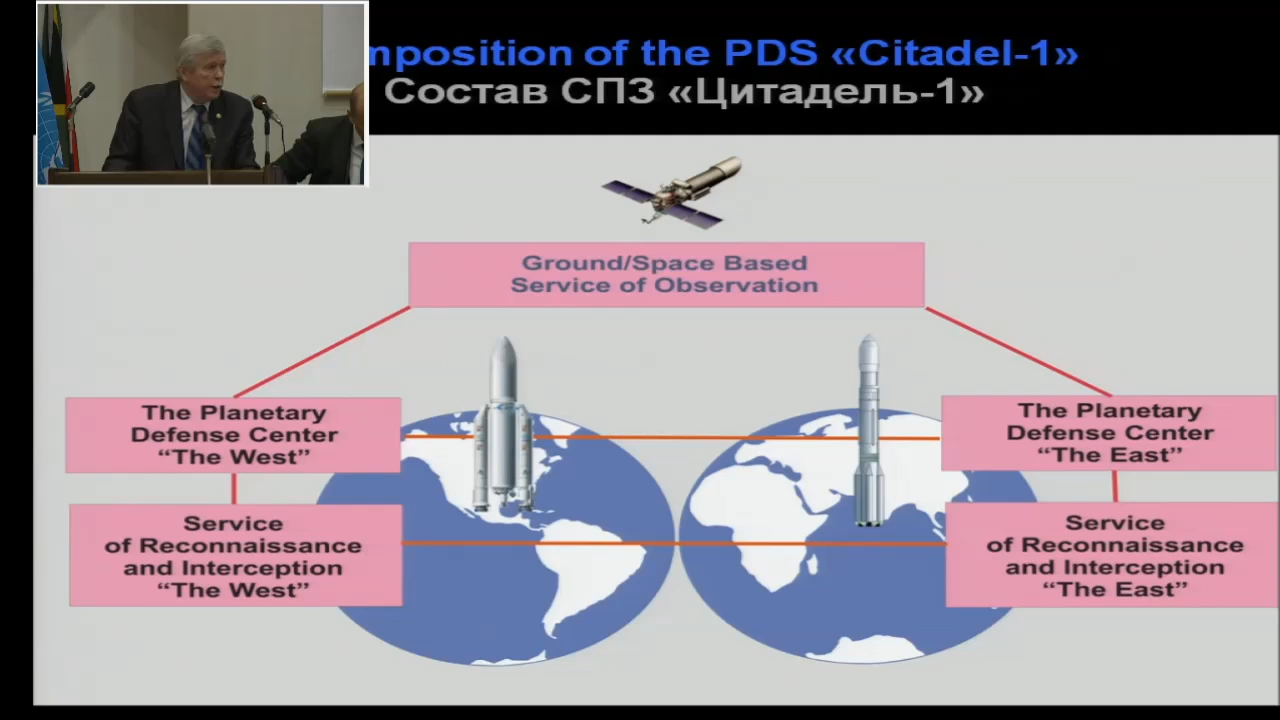 mposition of the PDS «Citadel-1»
Состав СПЗ «Цитадель-1»
Ground/Space Based
Service of Observation
The Planetary
Defense Center
“The West”
The Planetary
Defense Center
“The East”
Service
of Reconnaissance
and Interception
“The West”
Service
of Reconnaissance
and Interception
“The East”